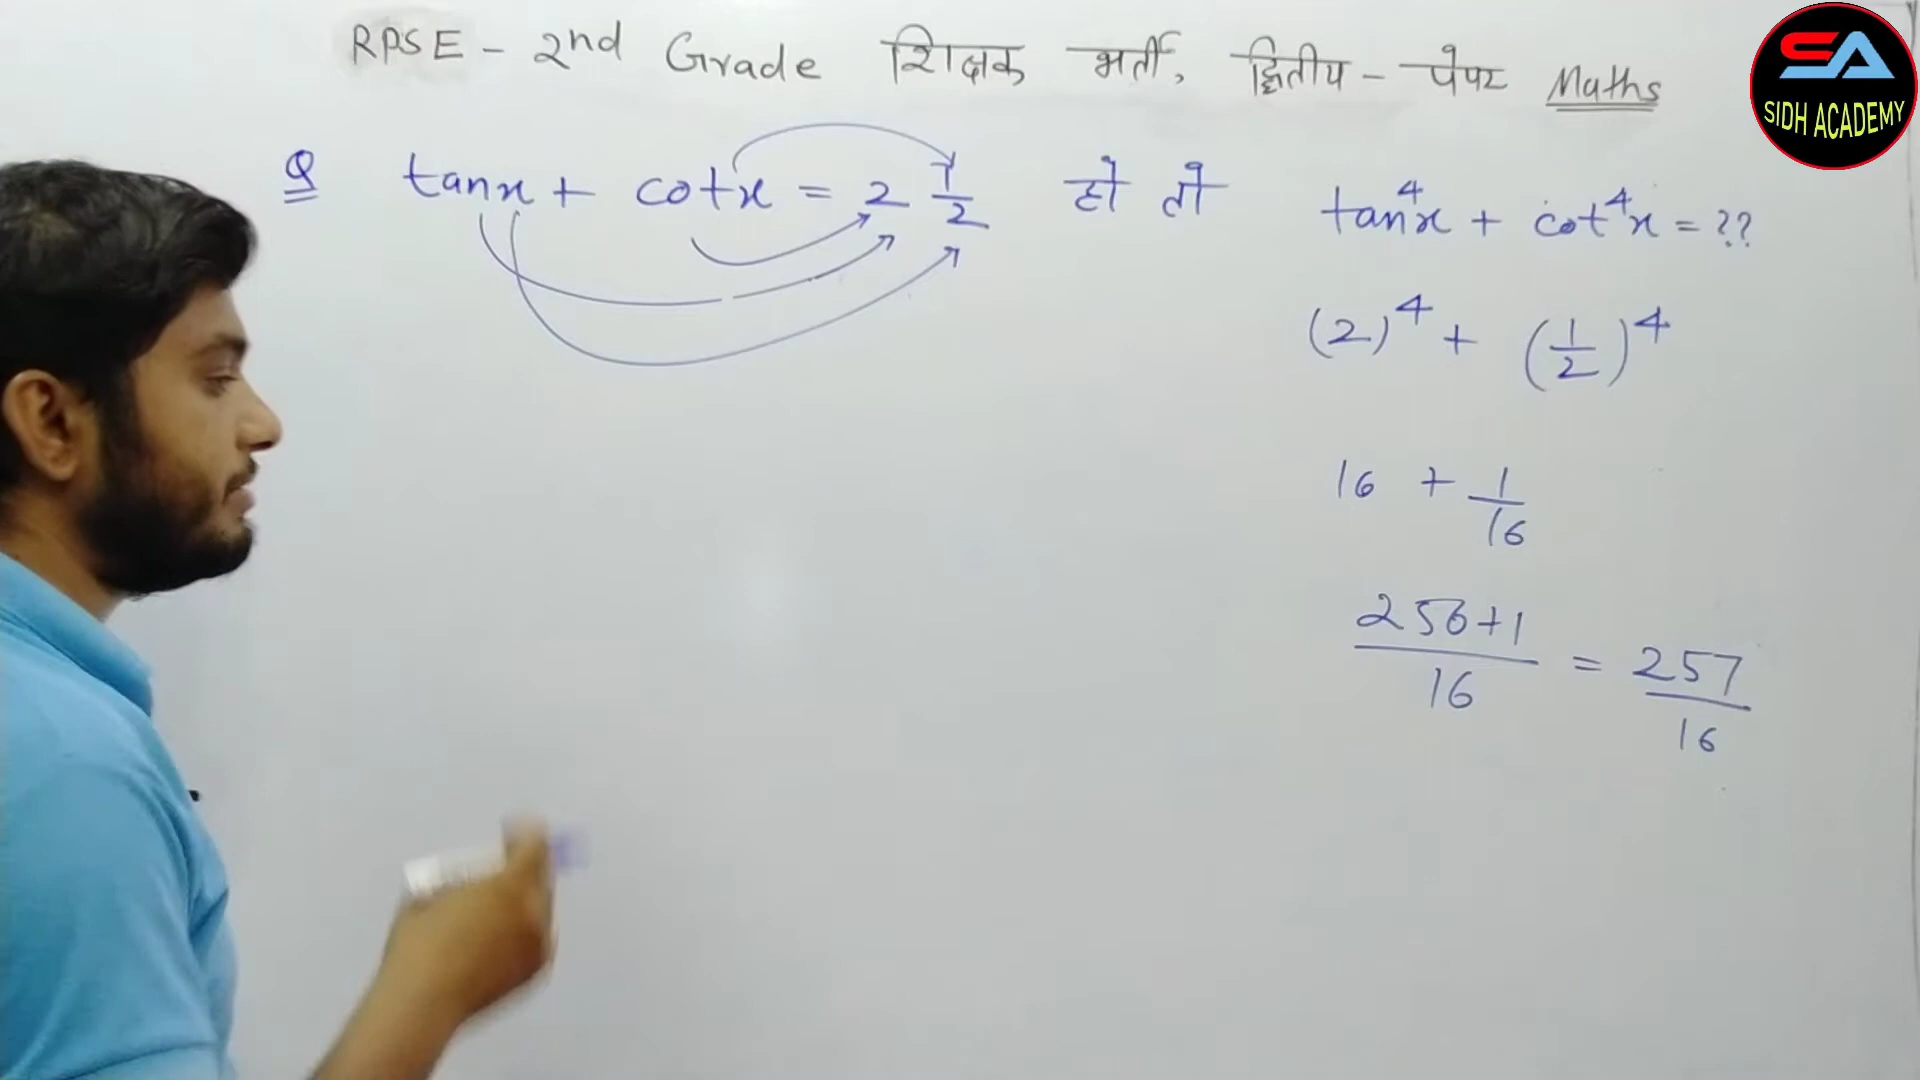 RPSE - 2nd Grade शिक्षक भर्ती, द्वितीय - पेपर Maths
SA
SIDH ACADEMY
Q tanx + cotx = 2 1/2 हो तो tan⁴x + cot⁴x = ??
(2)⁴ + (1/2)⁴
16 + 1/16
256+1/16 = 257/16